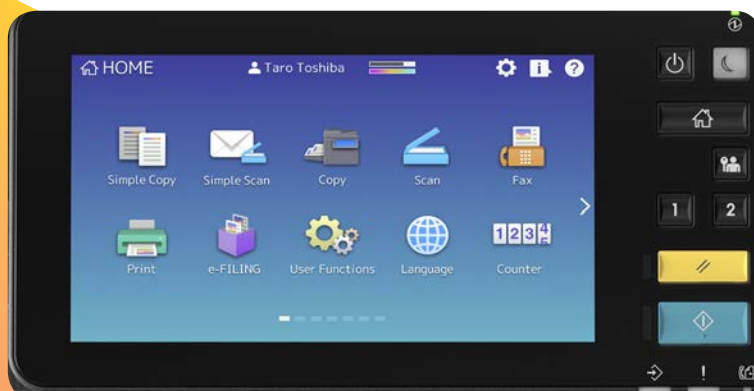 HOME
Taro Toshiba
Simple Copy
Simple Scan
Copy
Scan
Fax
Print
e-FILING
User Functions
Language
Counter
1 2